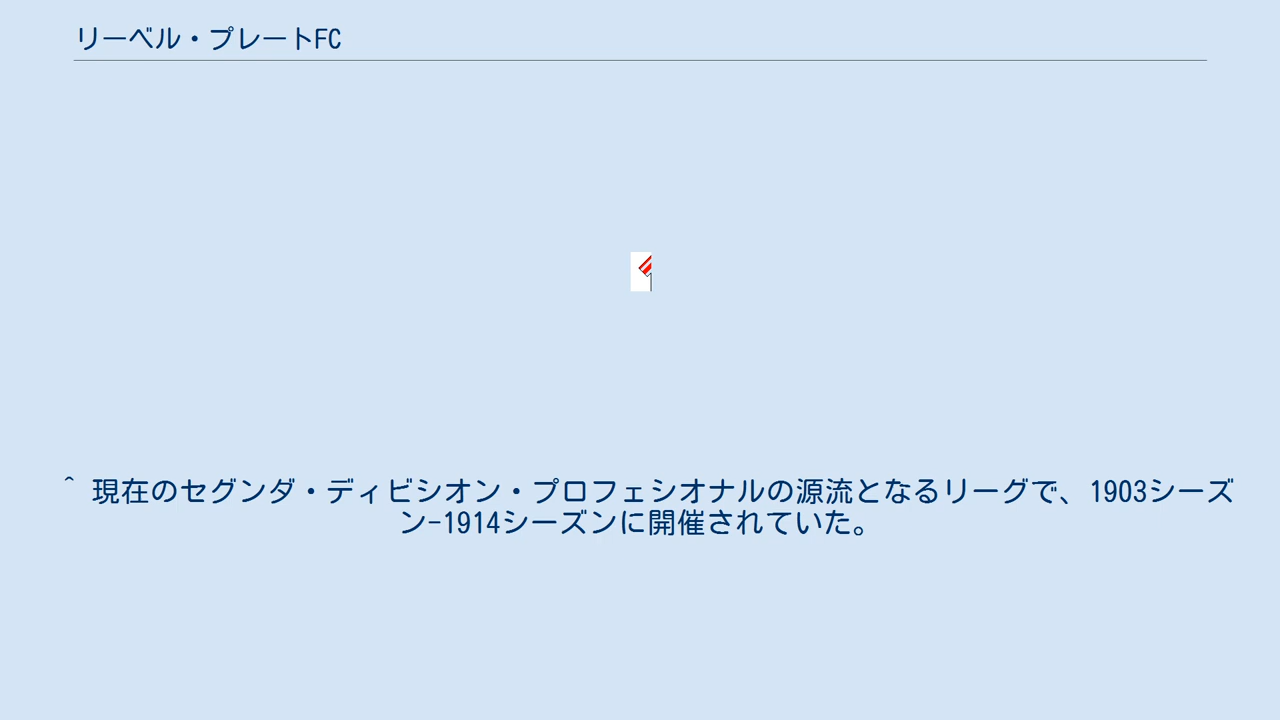 リーベル・プレートFC
^ 現在のセグンダ・ディビシオン・プロフェシオナルの源流となるリーグで、1903シーズ
ン-1914シーズンに開催されていた。